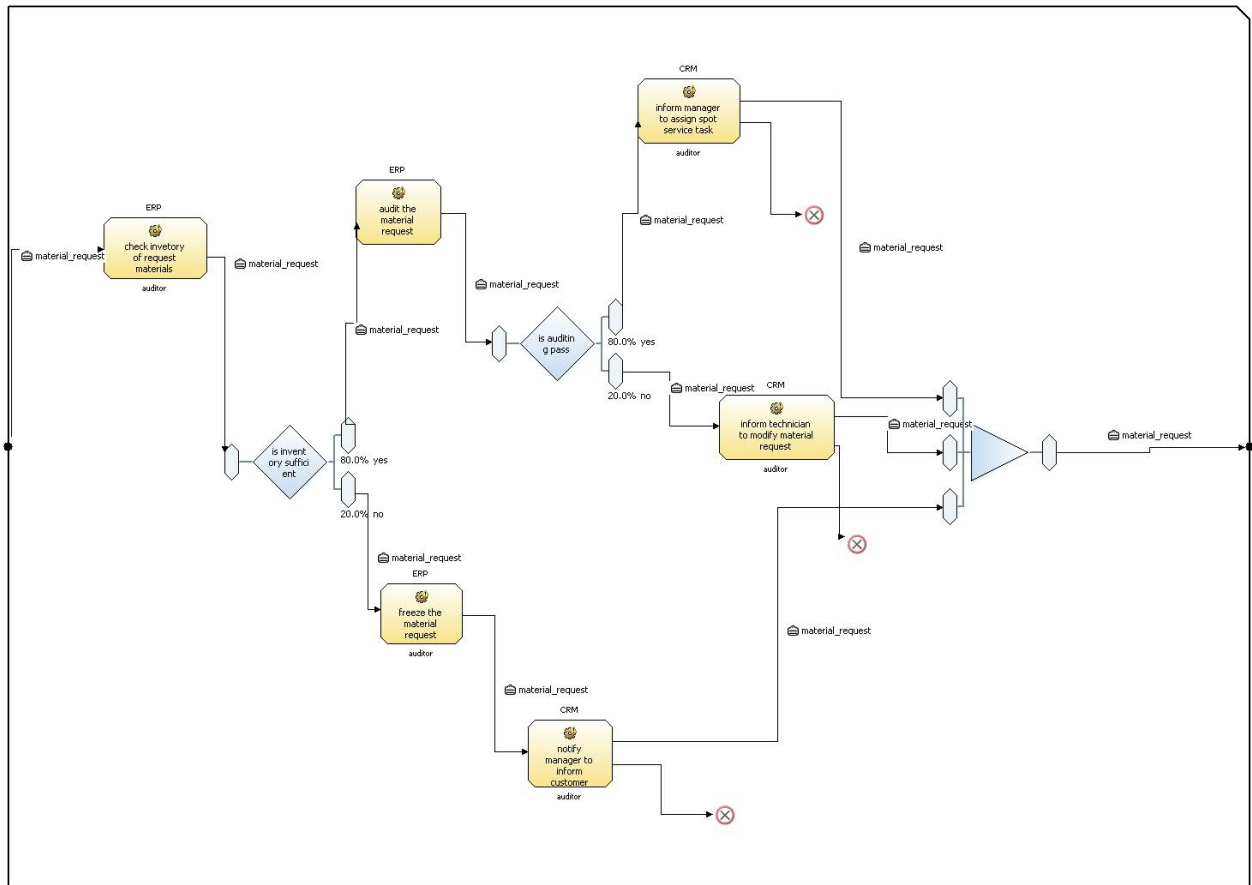 CRM
inform manager
to assign spot
service task
auditor
ERP
audit the
material
request
ERP
check invetory
of request
materials
auditor
material_request
material_request
material_request
material_request
material_request
material_request
is auditin
g pass
80.0% yes
20.0% no
material_request
CRM
inform technician
to modify material
request
auditor
material_request
material_request
is invent
ory suffici
ent
80.0% yes
20.0% no
material_request
ERP
freeze the
material
request
auditor
material_request
material_request
CRM
notify
manager to
inform
customer
auditor